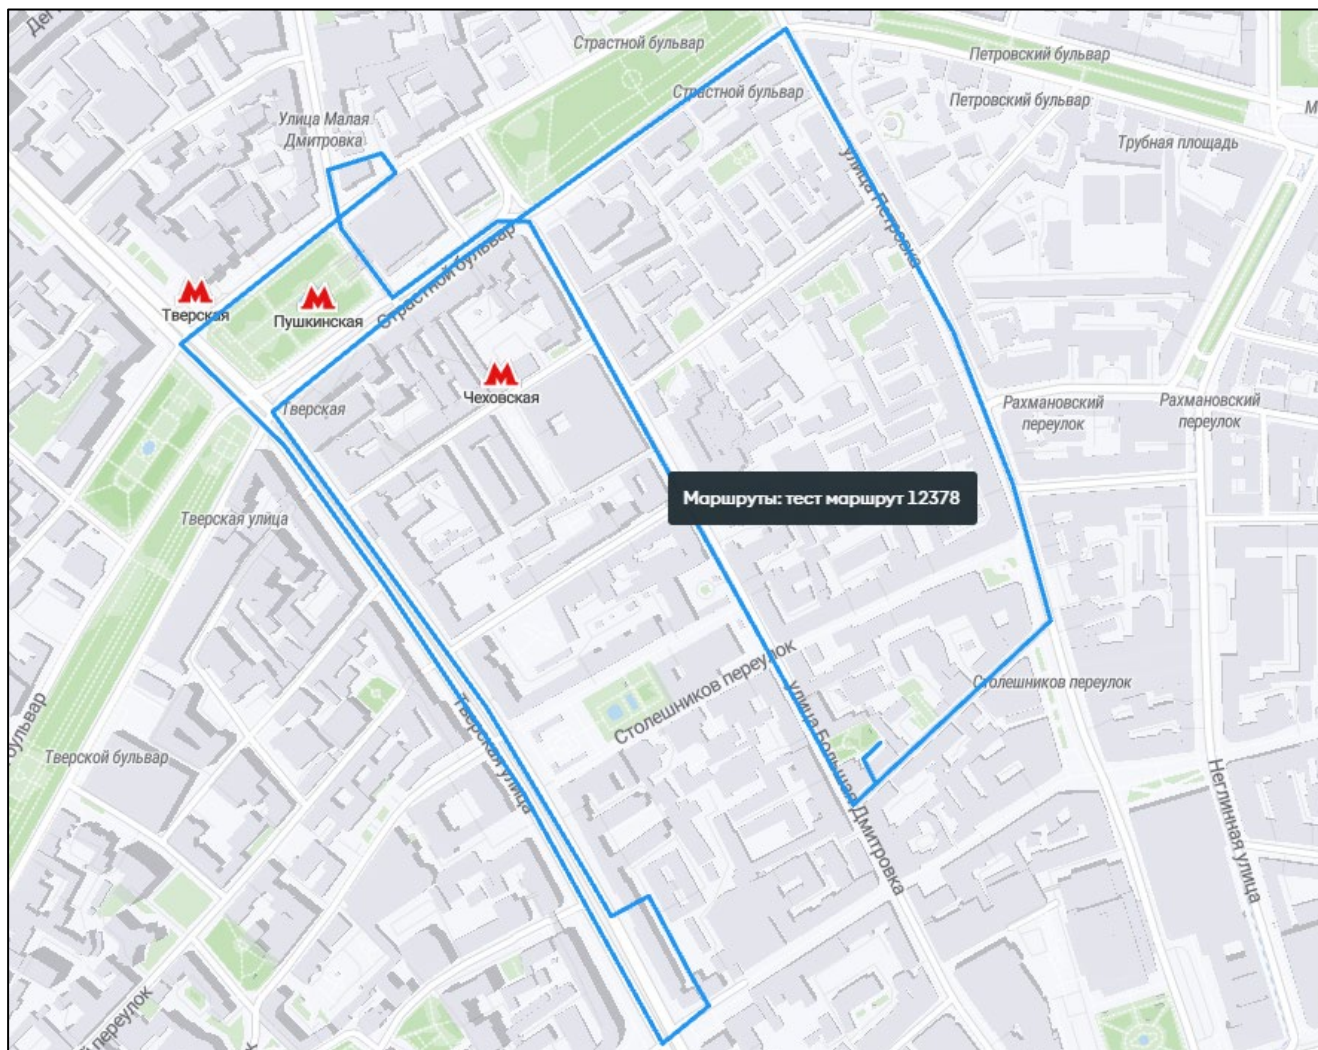 Страстной бульвар
Петровский бульвар
Страстной бульвар
Петровский бульвар
Улица Малая
Дмитровка
Трубная площадь
улица Петровка
Страстной бульвар
Тверская
Пушкинская
Чеховская
Тверская
Рахмановский
переулок
Рахмановский
переулок
Маршруты: тест маршрут 12378
Тверская улица
Столешников переулок
Столешников переулок
Тверская улица
улица Большая Дмитровка
Тверской бульвар
бульвар
Неглинная улица
переулок